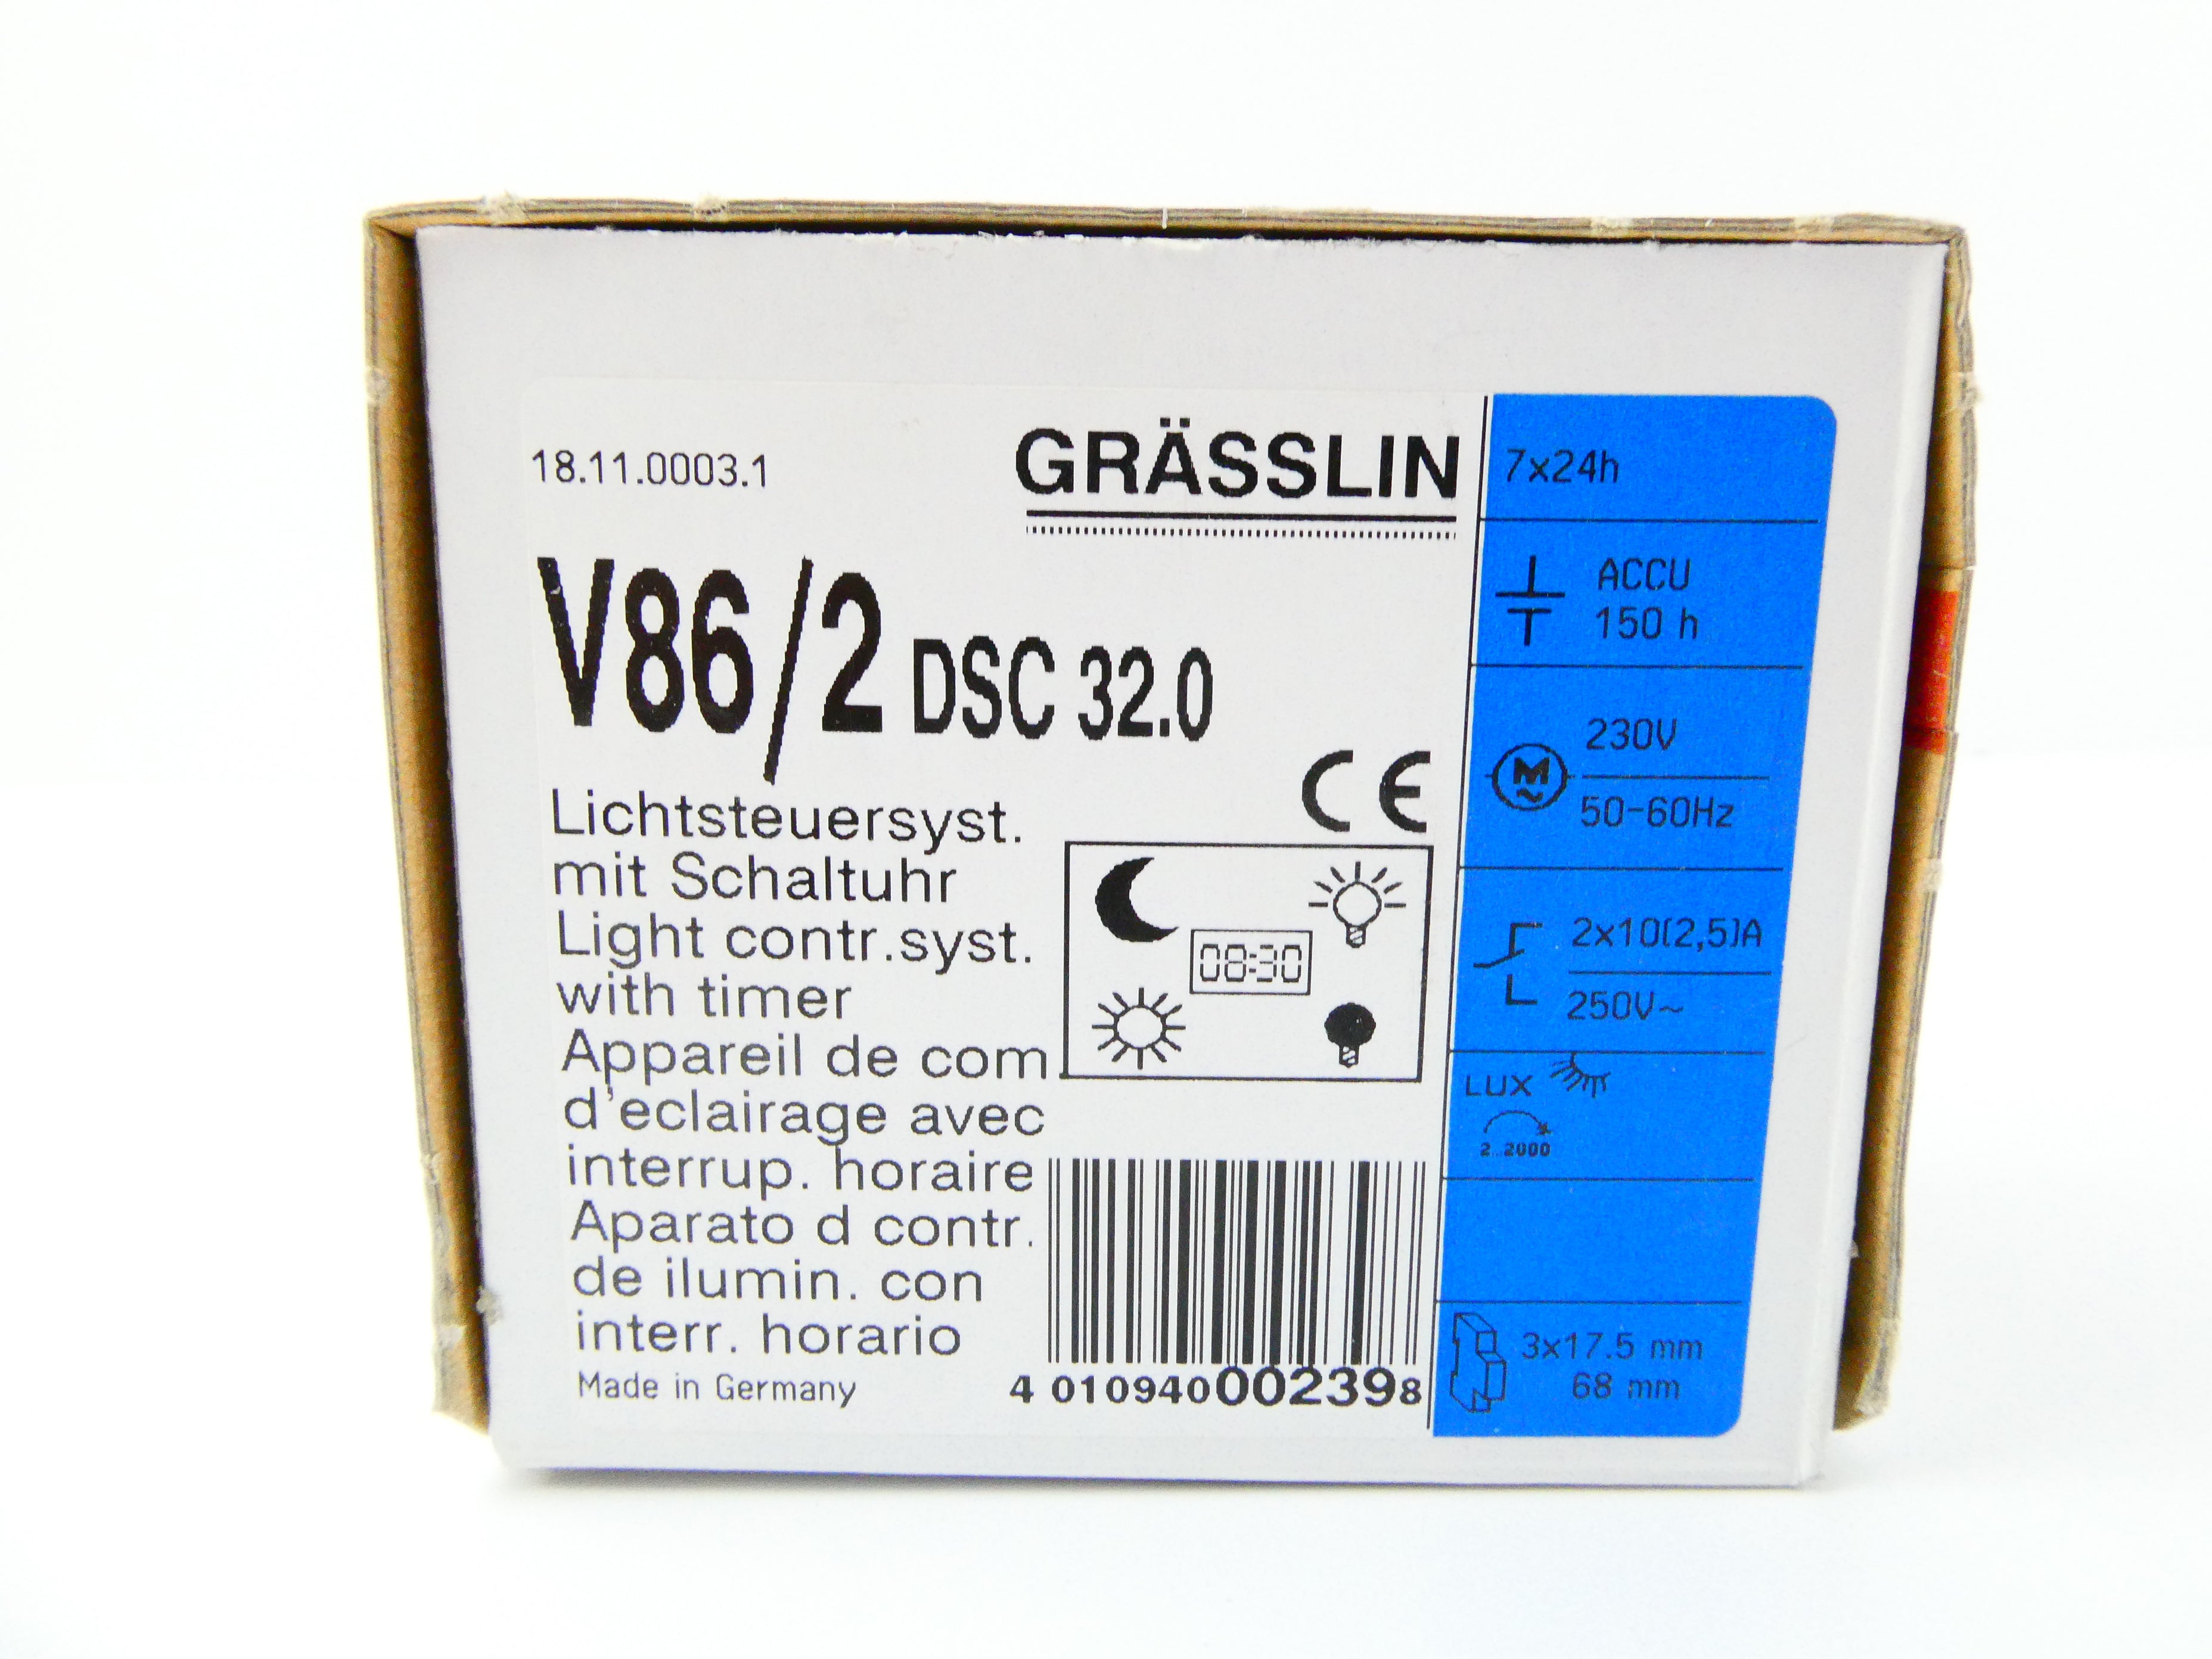 18.11.0003.1
GRÄSSLIN
V86/2 DSC 32.0
CE
Lichtsteuersyst.
mit Schaltuhr
Light contr.syst.
with timer
Appareil de com.
d'eclairage avec
interrup. horaire
Aparato d contr.
de ilumin. con
interr. horario
Made in Germany
08:30
4 010940002398
7x24h
ACCU
150 h
M
~
230V
50-60Hz
2x10(2,5)A
250V~
LUX
2..2000
3x17.5 mm
68 mm